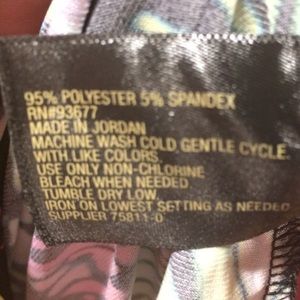 95% POLYESTER 5% SPANDEX
RN#93677
MADE IN JORDAN
MACHINE WASH COLD, GENTLE CYCLE.
WITH LIKE COLORS.
USE ONLY NON-CHLORINE
BLEACH WHEN NEEDED.
TUMBLE DRY LOW.
IRON ON LOWEST SETTING AS NEEDED
SUPPLIER 75811-0